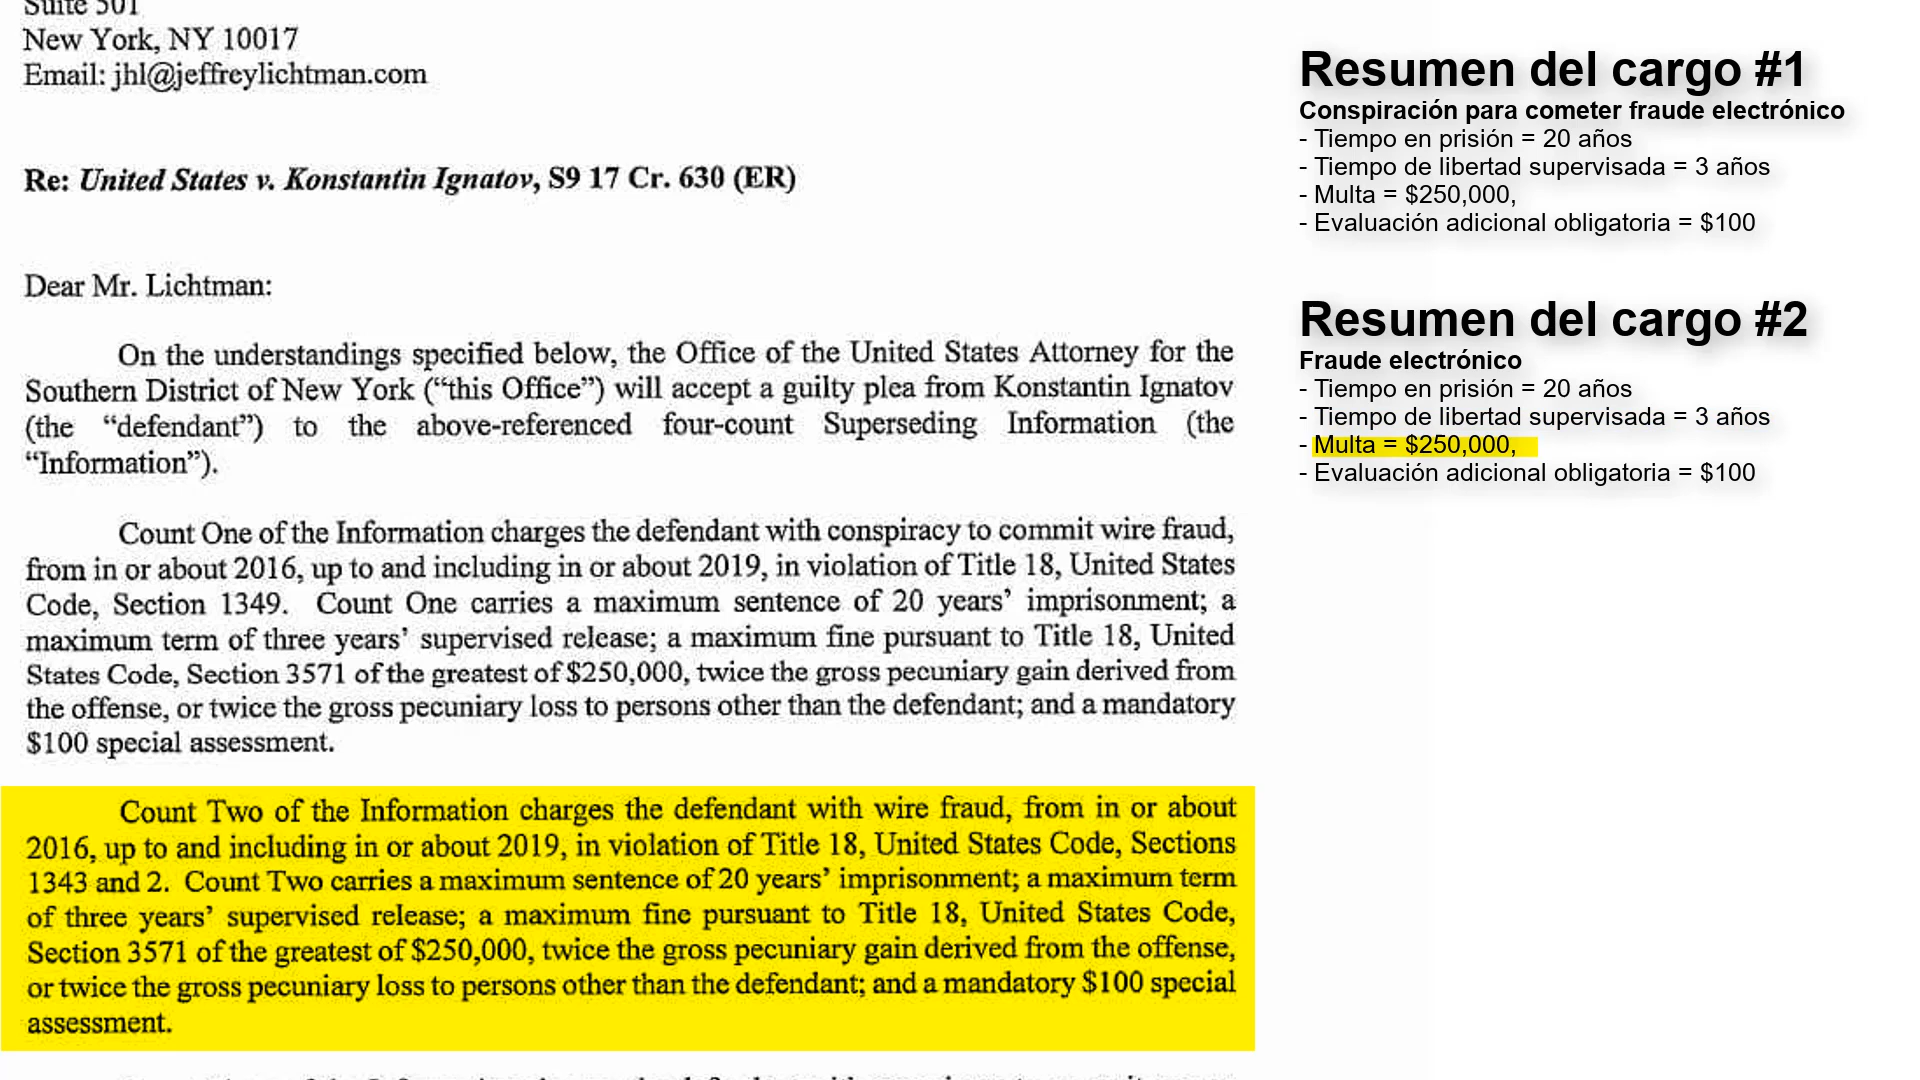 Suite 501
New York, NY 10017
Email: jhl@jeffreylichtman.com
Re: United States v. Konstantin Ignatov, S9 17 Cr. 630 (ER)
Dear Mr. Lichtman:
On the understandings specified below, the Office of the United States Attorney for the
Southern District of New York (“this Office”) will accept a guilty plea from Konstantin Ignatov
(the “defendant”) to the above-referenced four-count Superseding Information (the
“Information”).
Count One of the Information charges the defendant with conspiracy to commit wire fraud,
from in or about 2016, up to and including in or about 2019, in violation of Title 18, United States
Code, Section 1349. Count One carries a maximum sentence of 20 years’ imprisonment; a
maximum term of three years’ supervised release; a maximum fine pursuant to Title 18, United
States Code, Section 3571 of the greatest of $250,000, twice the gross pecuniary gain derived from
the offense, or twice the gross pecuniary loss to persons other than the defendant; and a mandatory
$100 special assessment.
Count Two of the Information charges the defendant with wire fraud, from in or about
2016, up to and including in or about 2019, in violation of Title 18, United States Code, Sections
1343 and 2. Count Two carries a maximum sentence of 20 years’ imprisonment; a maximum term
of three years’ supervised release; a maximum fine pursuant to Title 18, United States Code,
Section 3571 of the greatest of $250,000, twice the gross pecuniary gain derived from the offense,
or twice the gross pecuniary loss to persons other than the defendant; and a mandatory $100 special
assessment.
Resumen del cargo #1
Conspiración para cometer fraude electrónico
- Tiempo en prisión = 20 años
- Tiempo de libertad supervisada = 3 años
- Multa = $250,000,
- Evaluación adicional obligatoria = $100
Resumen del cargo #2
Fraude electrónico
- Tiempo en prisión = 20 años
- Tiempo de libertad supervisada = 3 años
- Multa = $250,000,
- Evaluación adicional obligatoria = $100